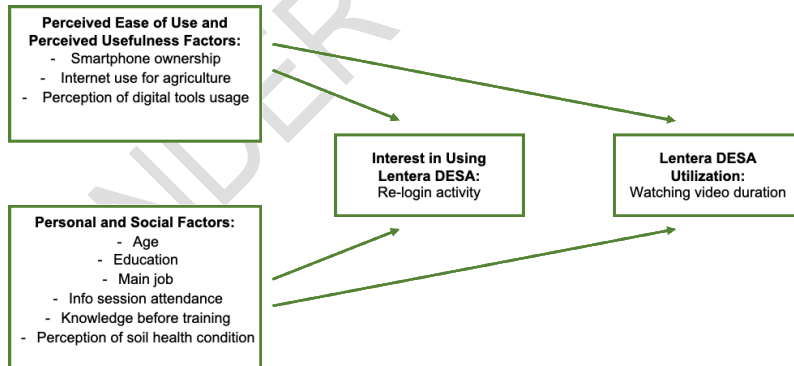 Perceived Ease of Use and
Perceived Usefulness Factors:
- Smartphone ownership
- Internet use for agriculture
- Perception of digital tools usage
Interest in Using
Lentera DESA:
Re-login activity
Lentera DESA
Utilization:
Watching video duration
Personal and Social Factors:
- Age
- Education
- Main job
- Info session attendance
- Knowledge before training
- Perception of soil health condition